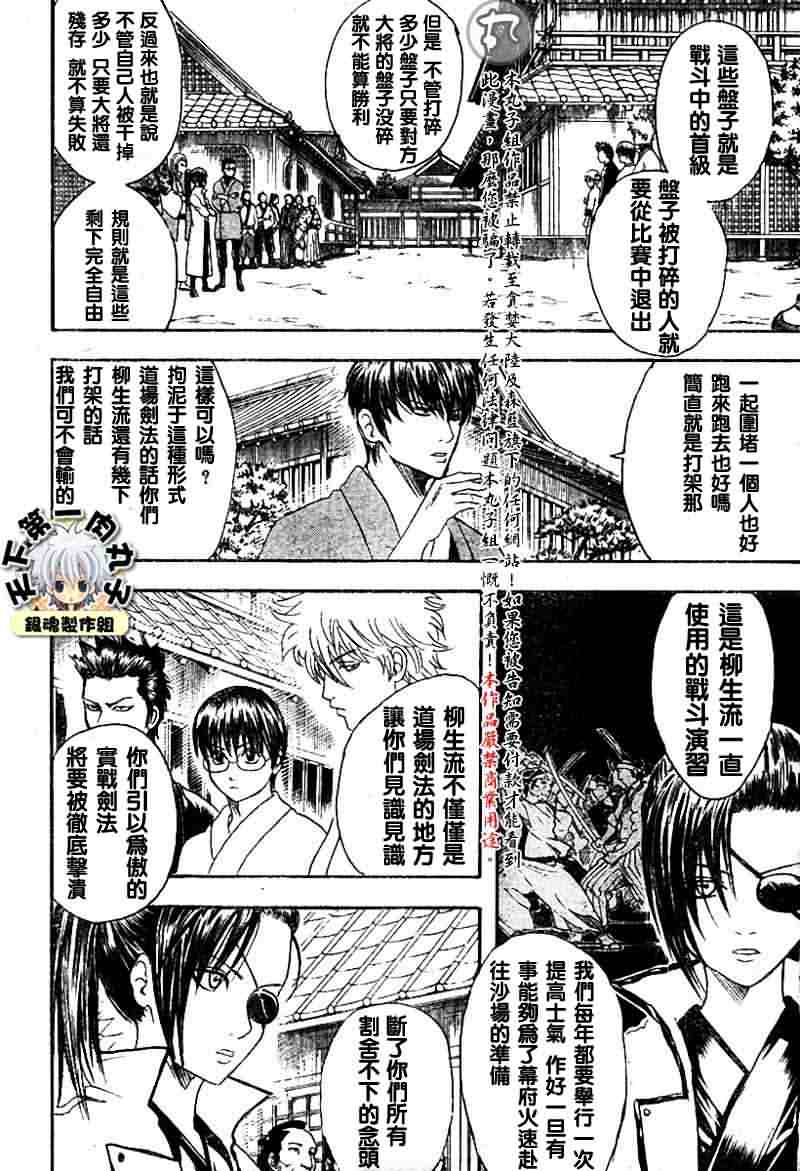 這些盤子就是
戰斗中的首級
盤子被打碎的人就
要從比賽中退出
但是 不管打碎
多少盤子只要對方
大將的盤子沒碎
就不能算勝利
反過來也就是說
不管自己人被干掉
多少 只要大將還
殘存 就不算失敗
規則就是這些
剩下完全自由
一起圍堵一個人也好
跑來跑去也好嗎
簡直就是打架那
這樣可以嗎？
拘泥于這種形式
道場劍法的話你們
柳生流還有幾下
打架的話
我們可不會輸的
這是柳生流一直
使用的戰斗演習
我們每年都要舉行一次
提高士氣 作好一旦有
事能夠為了幕府火速赴
往沙場的準備
柳生流不僅僅是
道場劍法的地方
讓你們見識見識
你們引以爲傲的
實戰劍法
將要被徹底擊潰
斷了你們所有
割舍不下的念頭
丸
本丸子組作品禁止轉載至貪婪大陸及森藍旗下的任何網站！如果您被告知需要付款才能看到
此漫畫，那麼您被騙了。若發生任何法律問題本丸子組一慨不負責！本作品嚴禁商業用途。
天下第一肉丸子
銀魂製作組